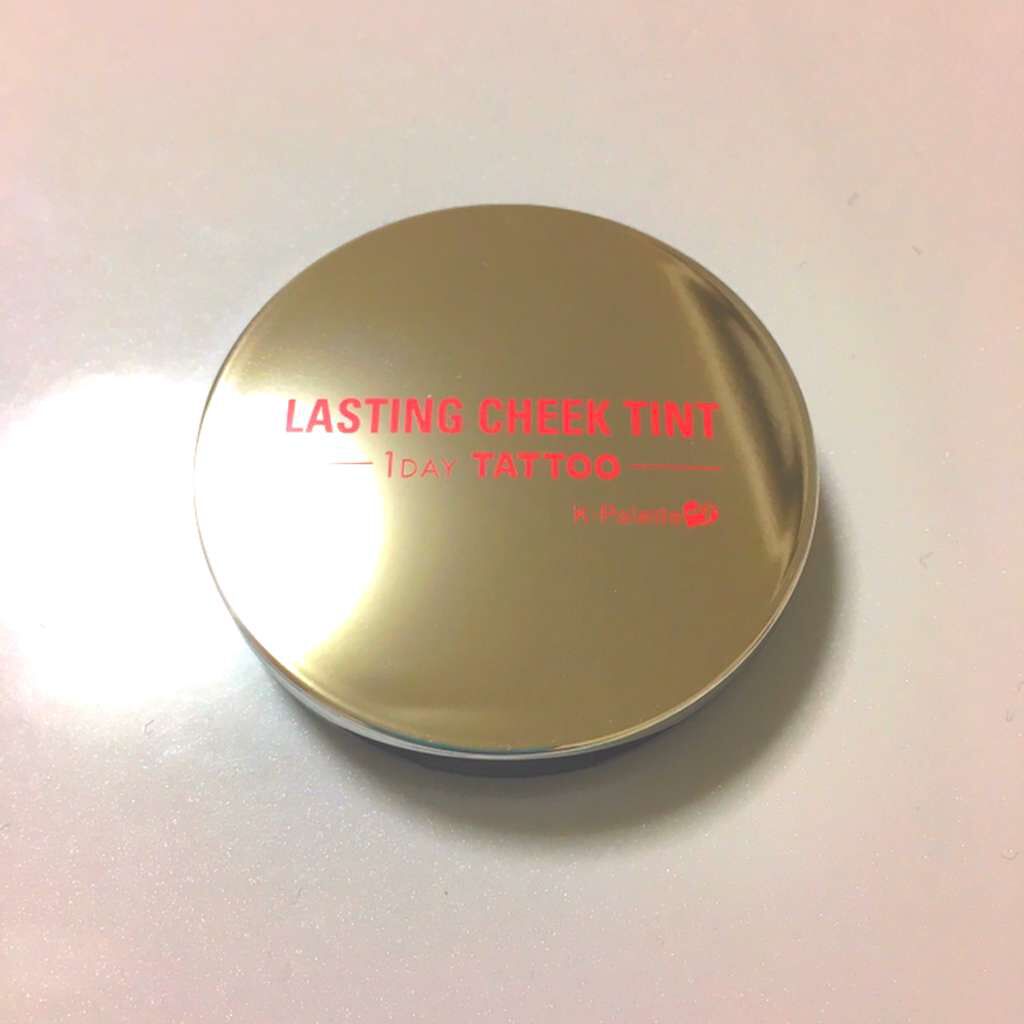 LASTING CHEEK TINT
1DAY TATTOO
K-Palette